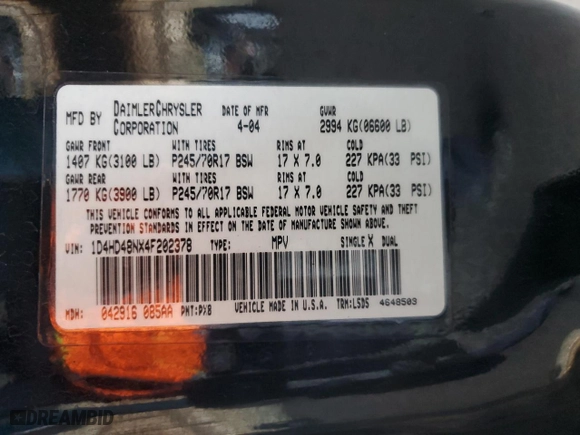 MFD BY DAIMLERCHRYSLER CORPORATION DATE OF MFR 4-04 GVWR 2994 KG(06600 LB)
GAWR FRONT WITH TIRES RIMS AT COLD
1407 KG(3100 LB) P245/70R17 BSW 17 X 7.0 227 KPA(33 PSI)
GAWR REAR WITH TIRES RIMS AT COLD
1770 KG(3900 LB) P245/70R17 BSW 17 X 7.0 227 KPA(33 PSI)
THIS VEHICLE CONFORMS TO ALL APPLICABLE FEDERAL MOTOR VEHICLE SAFETY AND THEFT
PREVENTION STANDARDS IN EFFECT ON THE DATE OF MANUFACTURE SHOWN ABOVE
VIN: 1D4HD48NX4F202378 TYPE: MPV SINGLE X DUAL
MDH: 042916 085AA PNT:PX8 VEHICLE MADE IN U.S.A. TRM:LSDS 4648503
DREAMBID